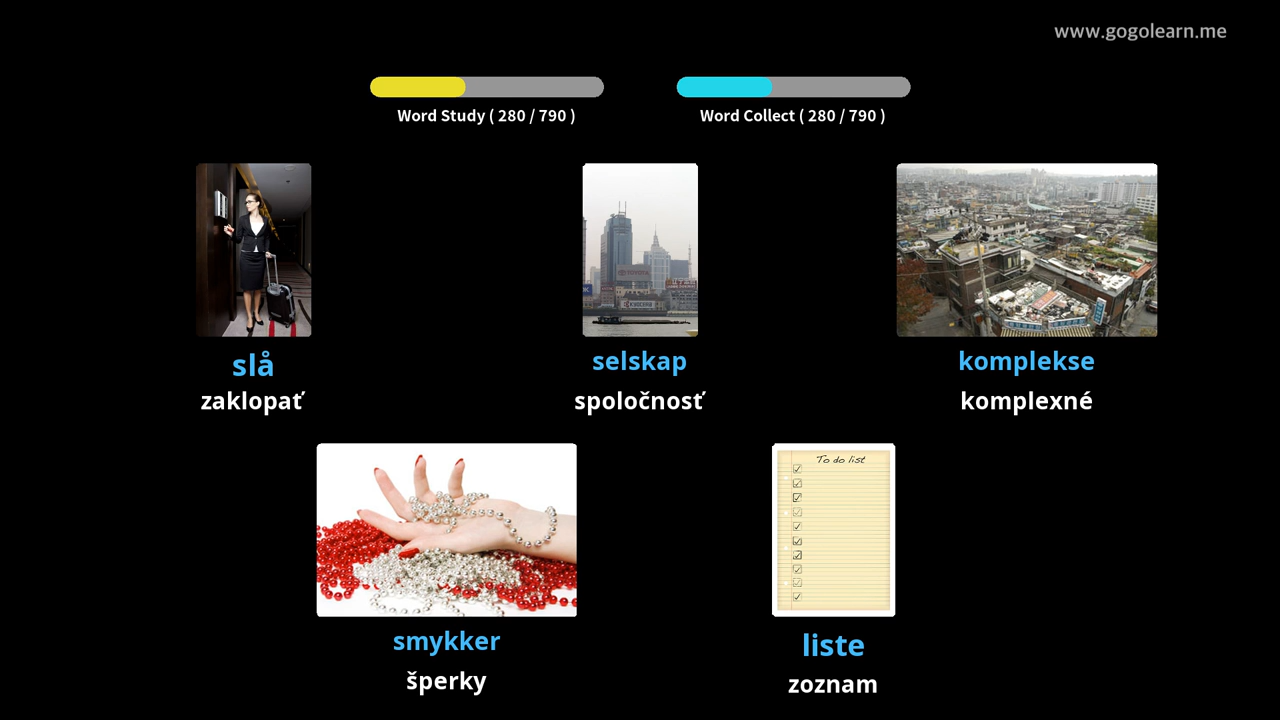 www.gogolearn.me
Word Study ( 280 / 790 )
Word Collect ( 280 / 790 )
slå
zaklopať
selskap
spoločnosť
komplekse
komplexné
TOYOTA
To do list
smykker
šperky
liste
zoznam